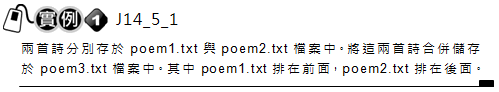 實例 1 J14_5_1
兩首詩分別存於 poem1.txt 與 poem2.txt 檔案中。將這兩首詩合併儲存
於 poem3.txt 檔案中。其中 poem1.txt 排在前面，poem2.txt 排在後面。